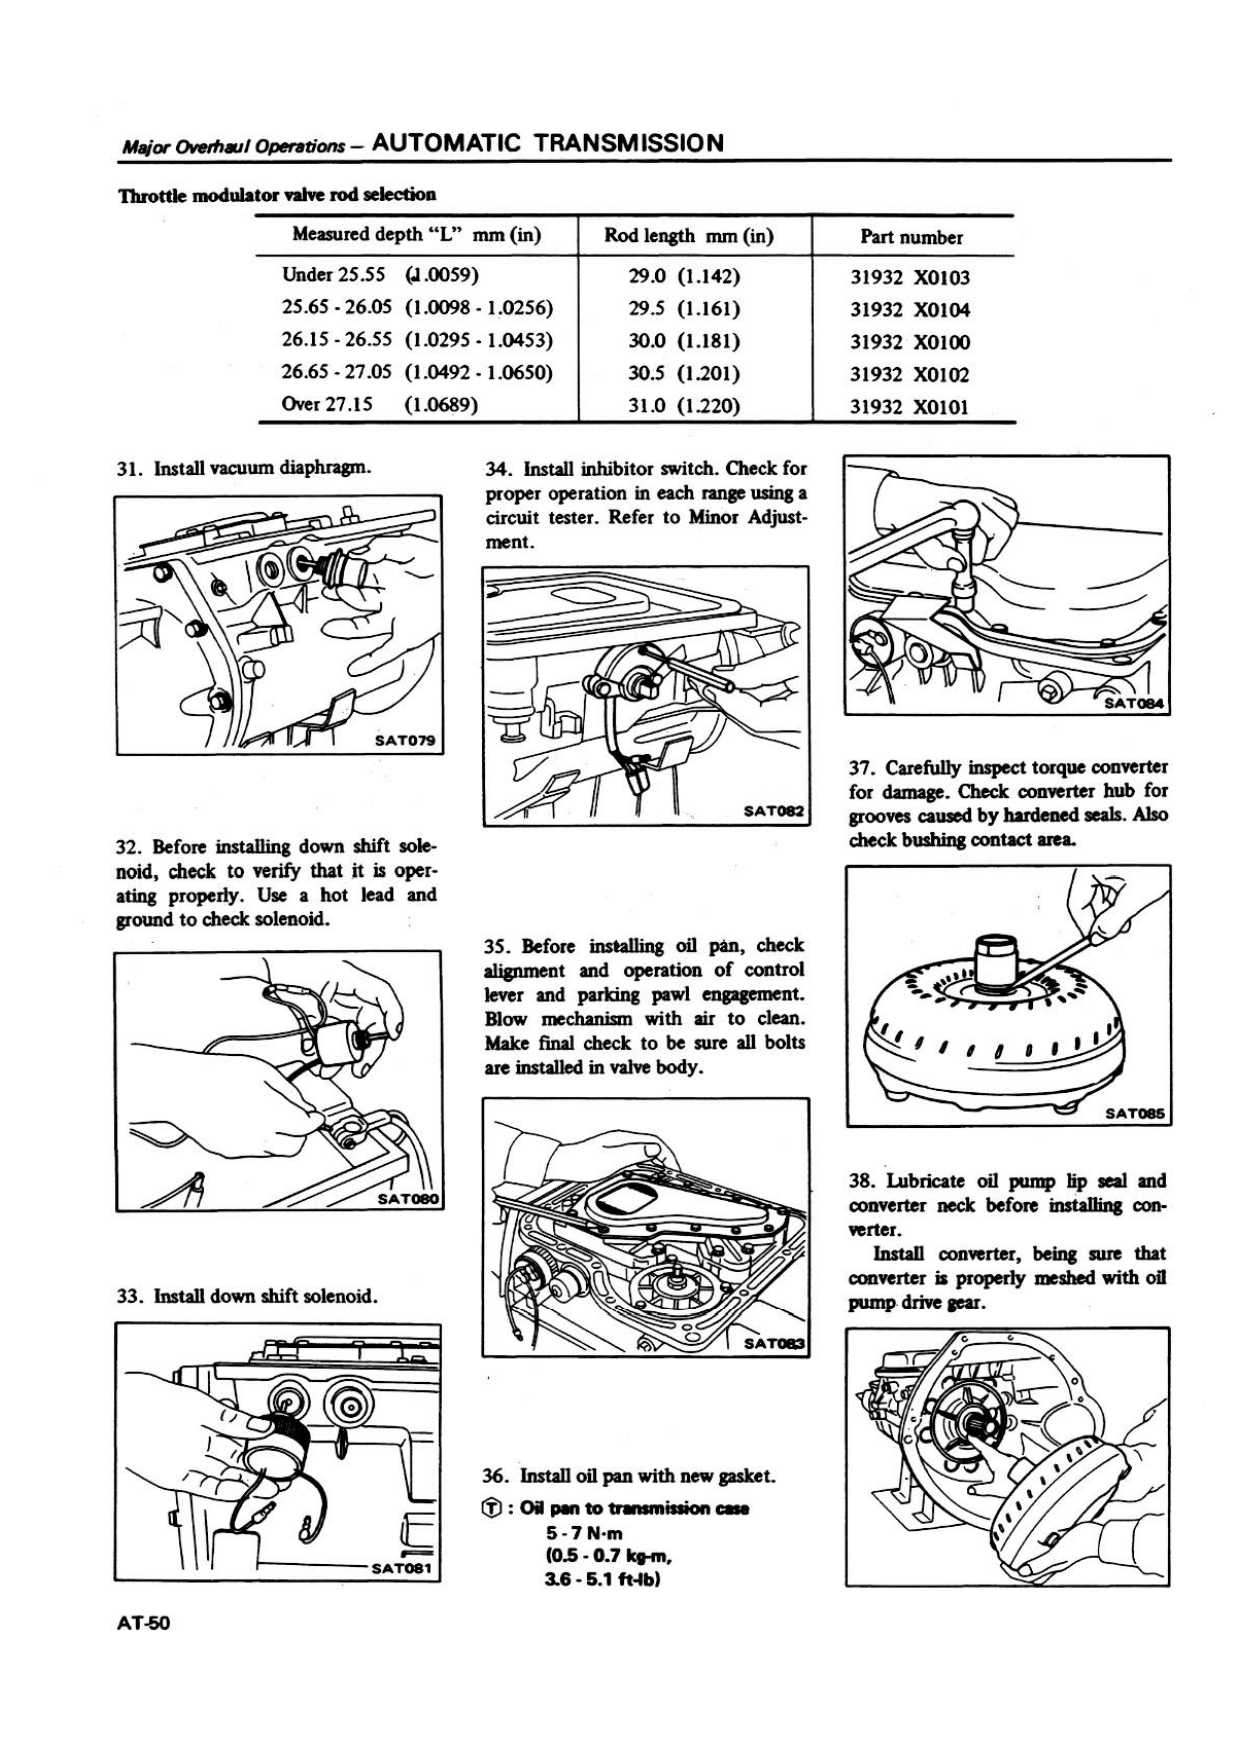 Major Overhaul Operations — AUTOMATIC TRANSMISSION
Throttle modulator valve rod selection
Measured depth “L” mm (in) Rod length mm (in) Part number
Under 25.55 (1.0059) 29.0 (1.142) 31932 X0103
25.65 - 26.05 (1.0098 - 1.0256) 29.5 (1.161) 31932 X0104
26.15 - 26.55 (1.0295 - 1.0453) 30.0 (1.181) 31932 X0100
26.65 - 27.05 (1.0492 - 1.0650) 30.5 (1.201) 31932 X0102
Over 27.15 (1.0689) 31.0 (1.220) 31932 X0101
31. Install vacuum diaphragm.
SAT079
32. Before installing down shift sole-
noid, check to verify that it is oper-
ating properly. Use a hot lead and
ground to check solenoid.
SAT080
33. Install down shift solenoid.
SAT081
34. Install inhibitor switch. Check for
proper operation in each range using a
circuit tester. Refer to Minor Adjust-
ment.
SAT082
35. Before installing oil pan, check
alignment and operation of control
lever and parking pawl engagement.
Blow mechanism with air to clean.
Make final check to be sure all bolts
are installed in valve body.
SAT083
36. Install oil pan with new gasket.
Ⓣ : Oil pan to transmission case
5 - 7 N·m
(0.5 - 0.7 kg-m,
3.6 - 5.1 ft-lb)
SAT084
37. Carefully inspect torque converter
for damage. Check converter hub for
grooves caused by hardened seals. Also
check bushing contact area.
SAT085
38. Lubricate oil pump lip seal and
converter neck before installing con-
verter.
Install converter, being sure that
converter is properly meshed with oil
pump drive gear.
AT-50